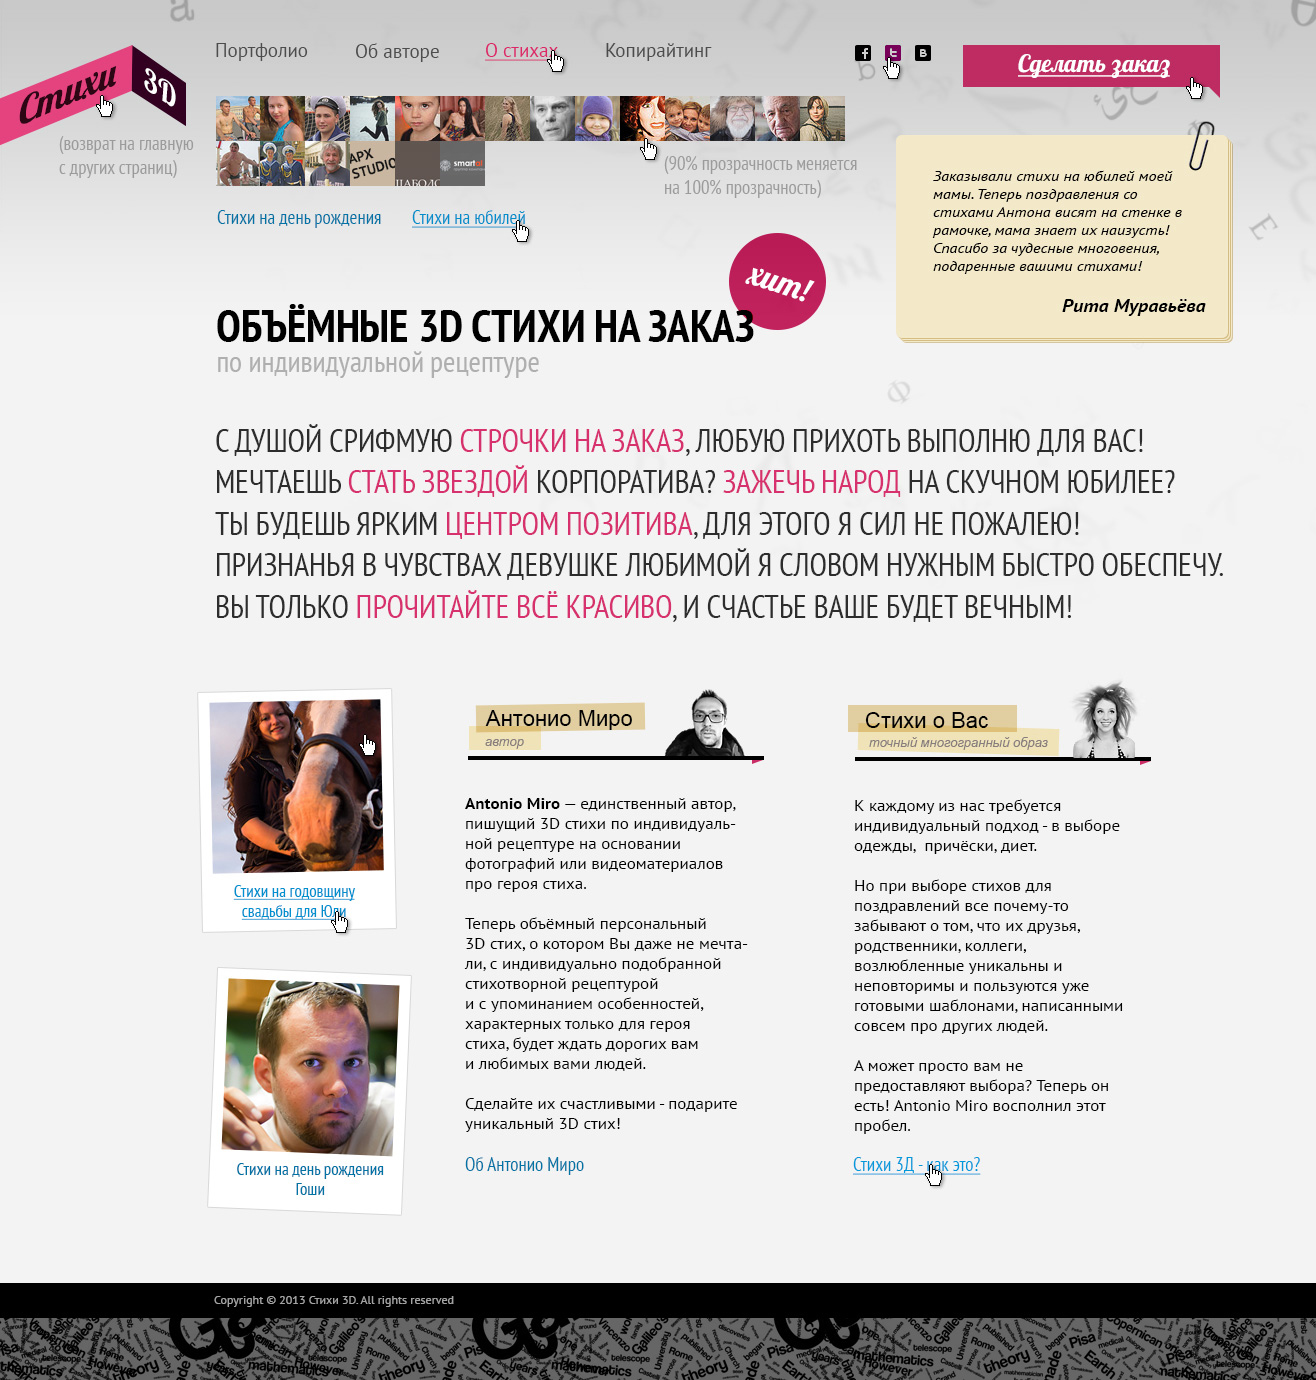 Портфолио
Об авторе
О стихах
Копирайтинг
Сделать заказ
Стихи 3D
(возврат на главную
с других страниц)
АРХ
STUDIO
smart
(90% прозрачность меняется
на 100% прозрачность)
Стихи на день рождения
Стихи на юбилей
Заказывали стихи на юбилей моей
мамы. Теперь поздравления со
стихами Антона висят на стенке в
рамочке, мама знает их наизусть!
Спасибо за чудесные многовения,
подаренные вашими стихами!
Рита Муравьёва
хит!
ОБЪЁМНЫЕ 3D СТИХИ НА ЗАКАЗ
по индивидуальной рецептуре
С ДУШОЙ СРИФМУЮ СТРОЧКИ НА ЗАКАЗ, ЛЮБУЮ ПРИХОТЬ ВЫПОЛНЮ ДЛЯ ВАС!
МЕЧТАЕШЬ СТАТЬ ЗВЕЗДОЙ КОРПОРАТИВА? ЗАЖЕЧЬ НАРОД НА СКУЧНОМ ЮБИЛЕЕ?
ТЫ БУДЕШЬ ЯРКИМ ЦЕНТРОМ ПОЗИТИВА, ДЛЯ ЭТОГО Я СИЛ НЕ ПОЖАЛЕЮ!
ПРИЗНАНЬЯ В ЧУВСТВАХ ДЕВУШКЕ ЛЮБИМОЙ Я СЛОВОМ НУЖНЫМ БЫСТРО ОБЕСПЕЧУ.
ВЫ ТОЛЬКО ПРОЧИТАЙТЕ ВСЁ КРАСИВО, И СЧАСТЬЕ ВАШЕ БУДЕТ ВЕЧНЫМ!
Стихи на годовщину
свадьбы для Юли
Стихи на день рождения
Гоши
Антонио Миро
автор
Antonio Miro — единственный автор,
пишущий 3D стихи по индивидуаль-
ной рецептуре на основании
фотографий или видеоматериалов
про героя стиха.
Теперь объёмный персональный
3D стих, о котором Вы даже не мечта-
ли, с индивидуально подобранной
стихотворной рецептурой
и с упоминанием особенностей,
характерных только для героя
стиха, будет ждать дорогих вам
и любимых вами людей.
Сделайте их счастливыми - подарите
уникальный 3D стих!
Об Антонио Миро
Стихи о Вас
точный многогранный образ
К каждому из нас требуется
индивидуальный подход - в выборе
одежды,  причёски, диет.
Но при выборе стихов для
поздравлений все почему-то
забывают о том, что их друзья,
родственники, коллеги,
возлюбленные уникальны и
неповторимы и пользуются уже
готовыми шаблонами, написанными
совсем про других людей.
А может просто вам не
предоставляют выбора? Теперь он
есть! Antonio Miro восполнил этот
пробел.
Стихи 3Д - как это?
Copyright © 2013 Стихи 3D. All rights reserved